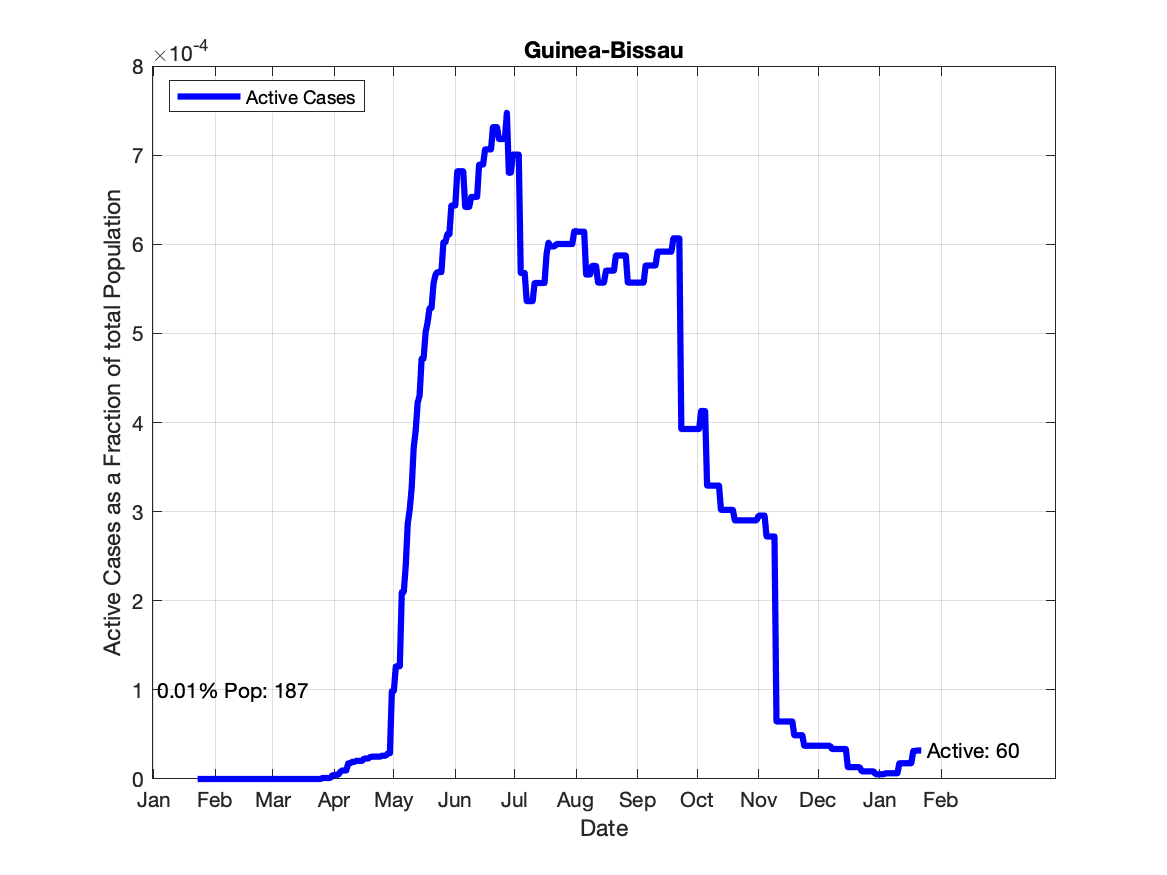 Guinea-Bissau
×10-4
Active Cases
8
7
6
5
4
3
2
1
0
Active Cases as a Fraction of total Population
0.01% Pop: 187
Active: 60
Jan Feb Mar Apr May Jun Jul Aug Sep Oct Nov Dec Jan Feb
Date